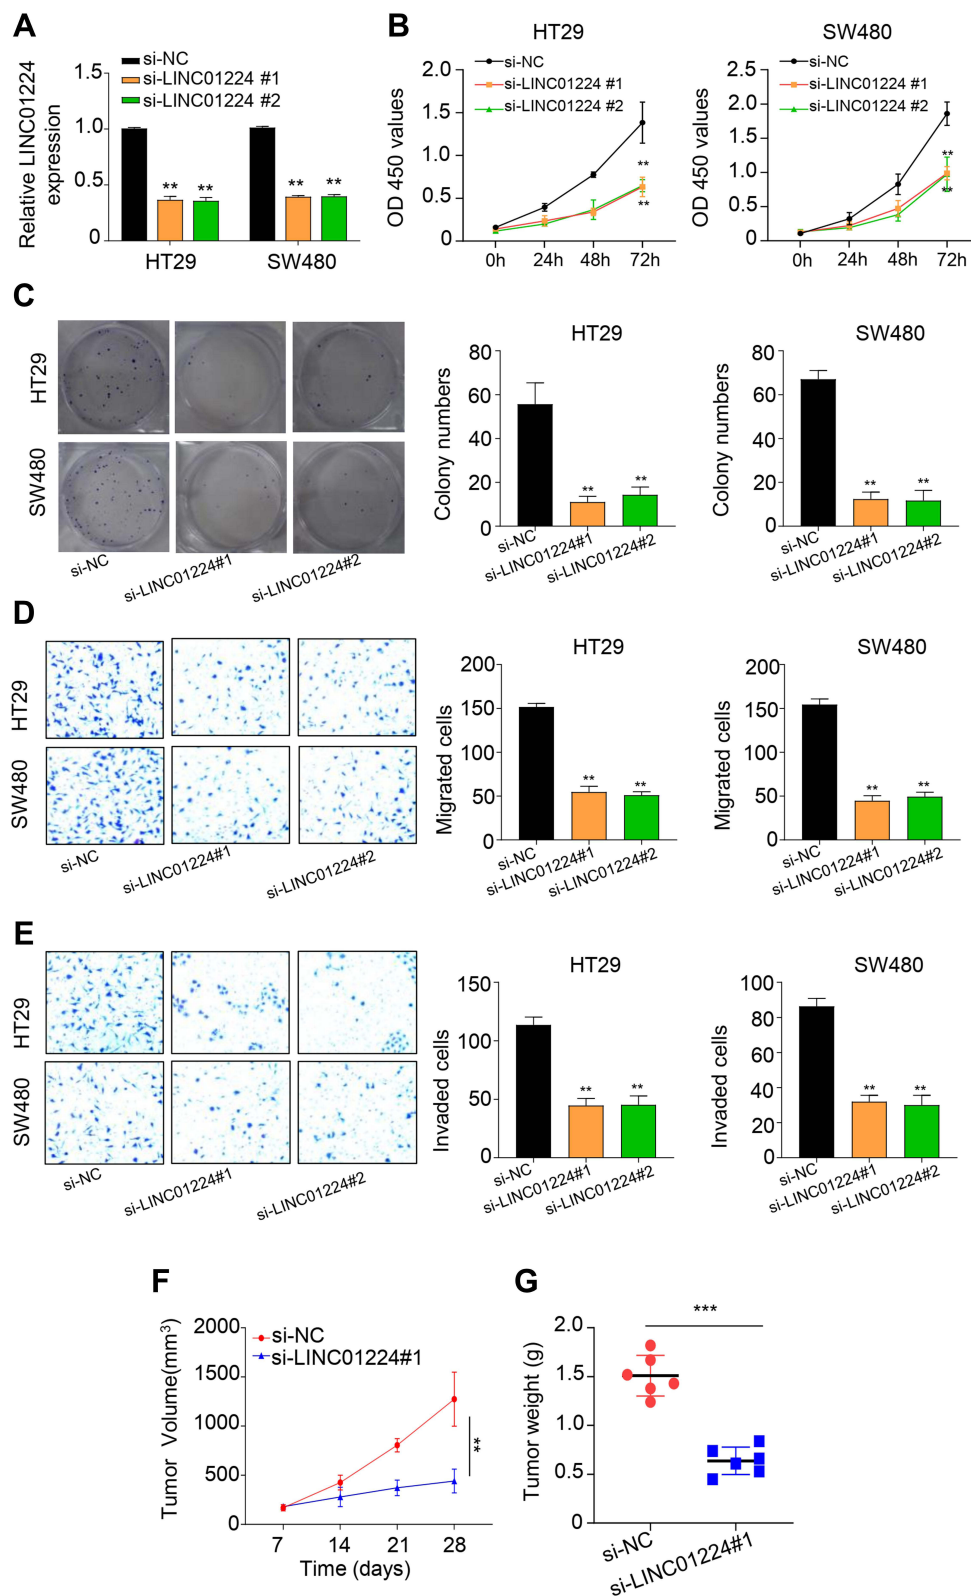 A
Relative LINC01224
expression
si-NC
si-LINC01224 #1
si-LINC01224 #2
1.5
1.0
0.5
0
** **
** **
HT29 SW480
B
HT29
OD 450 values
si-NC
si-LINC01224 #1
si-LINC01224 #2
2.0
1.5
1.0
0.5
0
**
**
0h 24h 48h 72h
SW480
OD 450 values
si-NC
si-LINC01224 #1
si-LINC01224 #2
2.5
2.0
1.5
1.0
0.5
0
**
**
0h 24h 48h 72h
C
HT29
SW480
si-NC
si-LINC01224#1
si-LINC01224#2
HT29
Colony numbers
80
60
40
20
0
** **
si-NC
si-LINC01224#1
si-LINC01224#2
SW480
Colony numbers
80
60
40
20
0
** **
si-NC
si-LINC01224#1
si-LINC01224#2
D
HT29
SW480
si-NC
si-LINC01224#1
si-LINC01224#2
HT29
Migrated cells
200
150
100
50
0
** **
si-NC
si-LINC01224#1
si-LINC01224#2
SW480
Migrated cells
200
150
100
50
0
** **
si-NC
si-LINC01224#1
si-LINC01224#2
E
HT29
SW480
si-NC
si-LINC01224#1
si-LINC01224#2
HT29
Invaded cells
150
100
50
0
** **
si-NC
si-LINC01224#1
si-LINC01224#2
SW480
Invaded cells
100
80
60
40
20
0
** **
si-NC
si-LINC01224#1
si-LINC01224#2
F
Tumor Volume(mm³)
2000
1500
1000
500
0
si-NC
si-LINC01224#1
**
7 14 21 28
Time (days)
G
Tumor weight (g)
***
2.0
1.5
1.0
0.5
0.0
si-NC
si-LINC01224#1